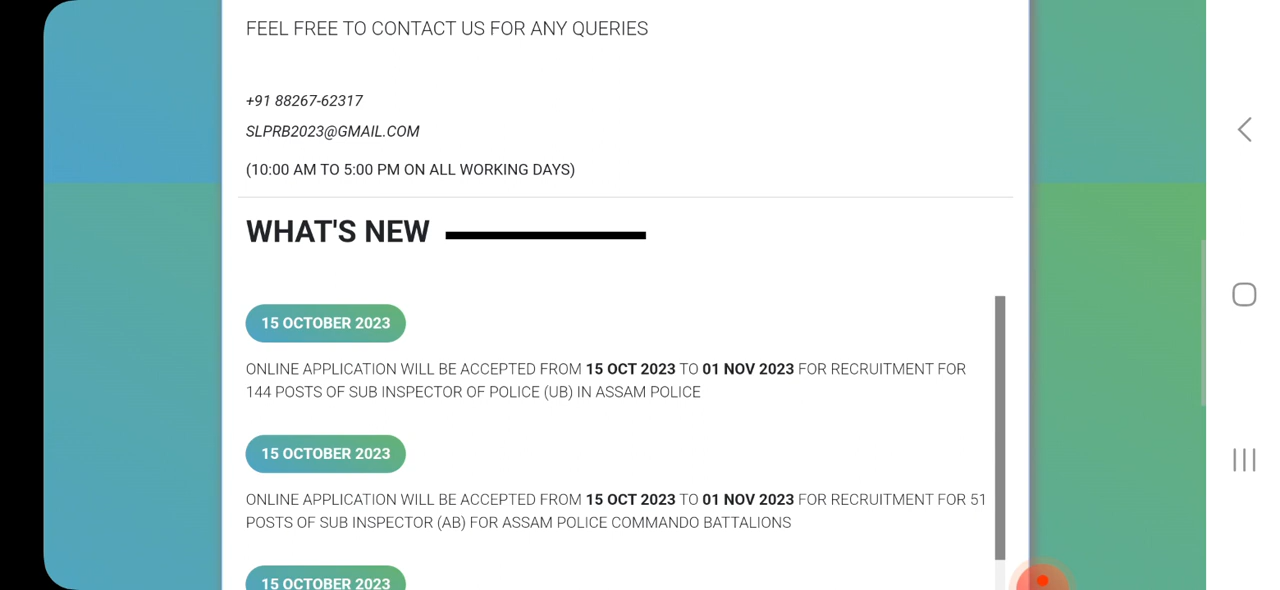 FEEL FREE TO CONTACT US FOR ANY QUERIES
+91 88267-62317
SLPRB2023@GMAIL.COM
(10:00 AM TO 5:00 PM ON ALL WORKING DAYS)
WHAT'S NEW
15 OCTOBER 2023
ONLINE APPLICATION WILL BE ACCEPTED FROM 15 OCT 2023 TO 01 NOV 2023 FOR RECRUITMENT FOR
144 POSTS OF SUB INSPECTOR OF POLICE (UB) IN ASSAM POLICE
15 OCTOBER 2023
ONLINE APPLICATION WILL BE ACCEPTED FROM 15 OCT 2023 TO 01 NOV 2023 FOR RECRUITMENT FOR 51
POSTS OF SUB INSPECTOR (AB) FOR ASSAM POLICE COMMANDO BATTALIONS
15 OCTOBER 2023